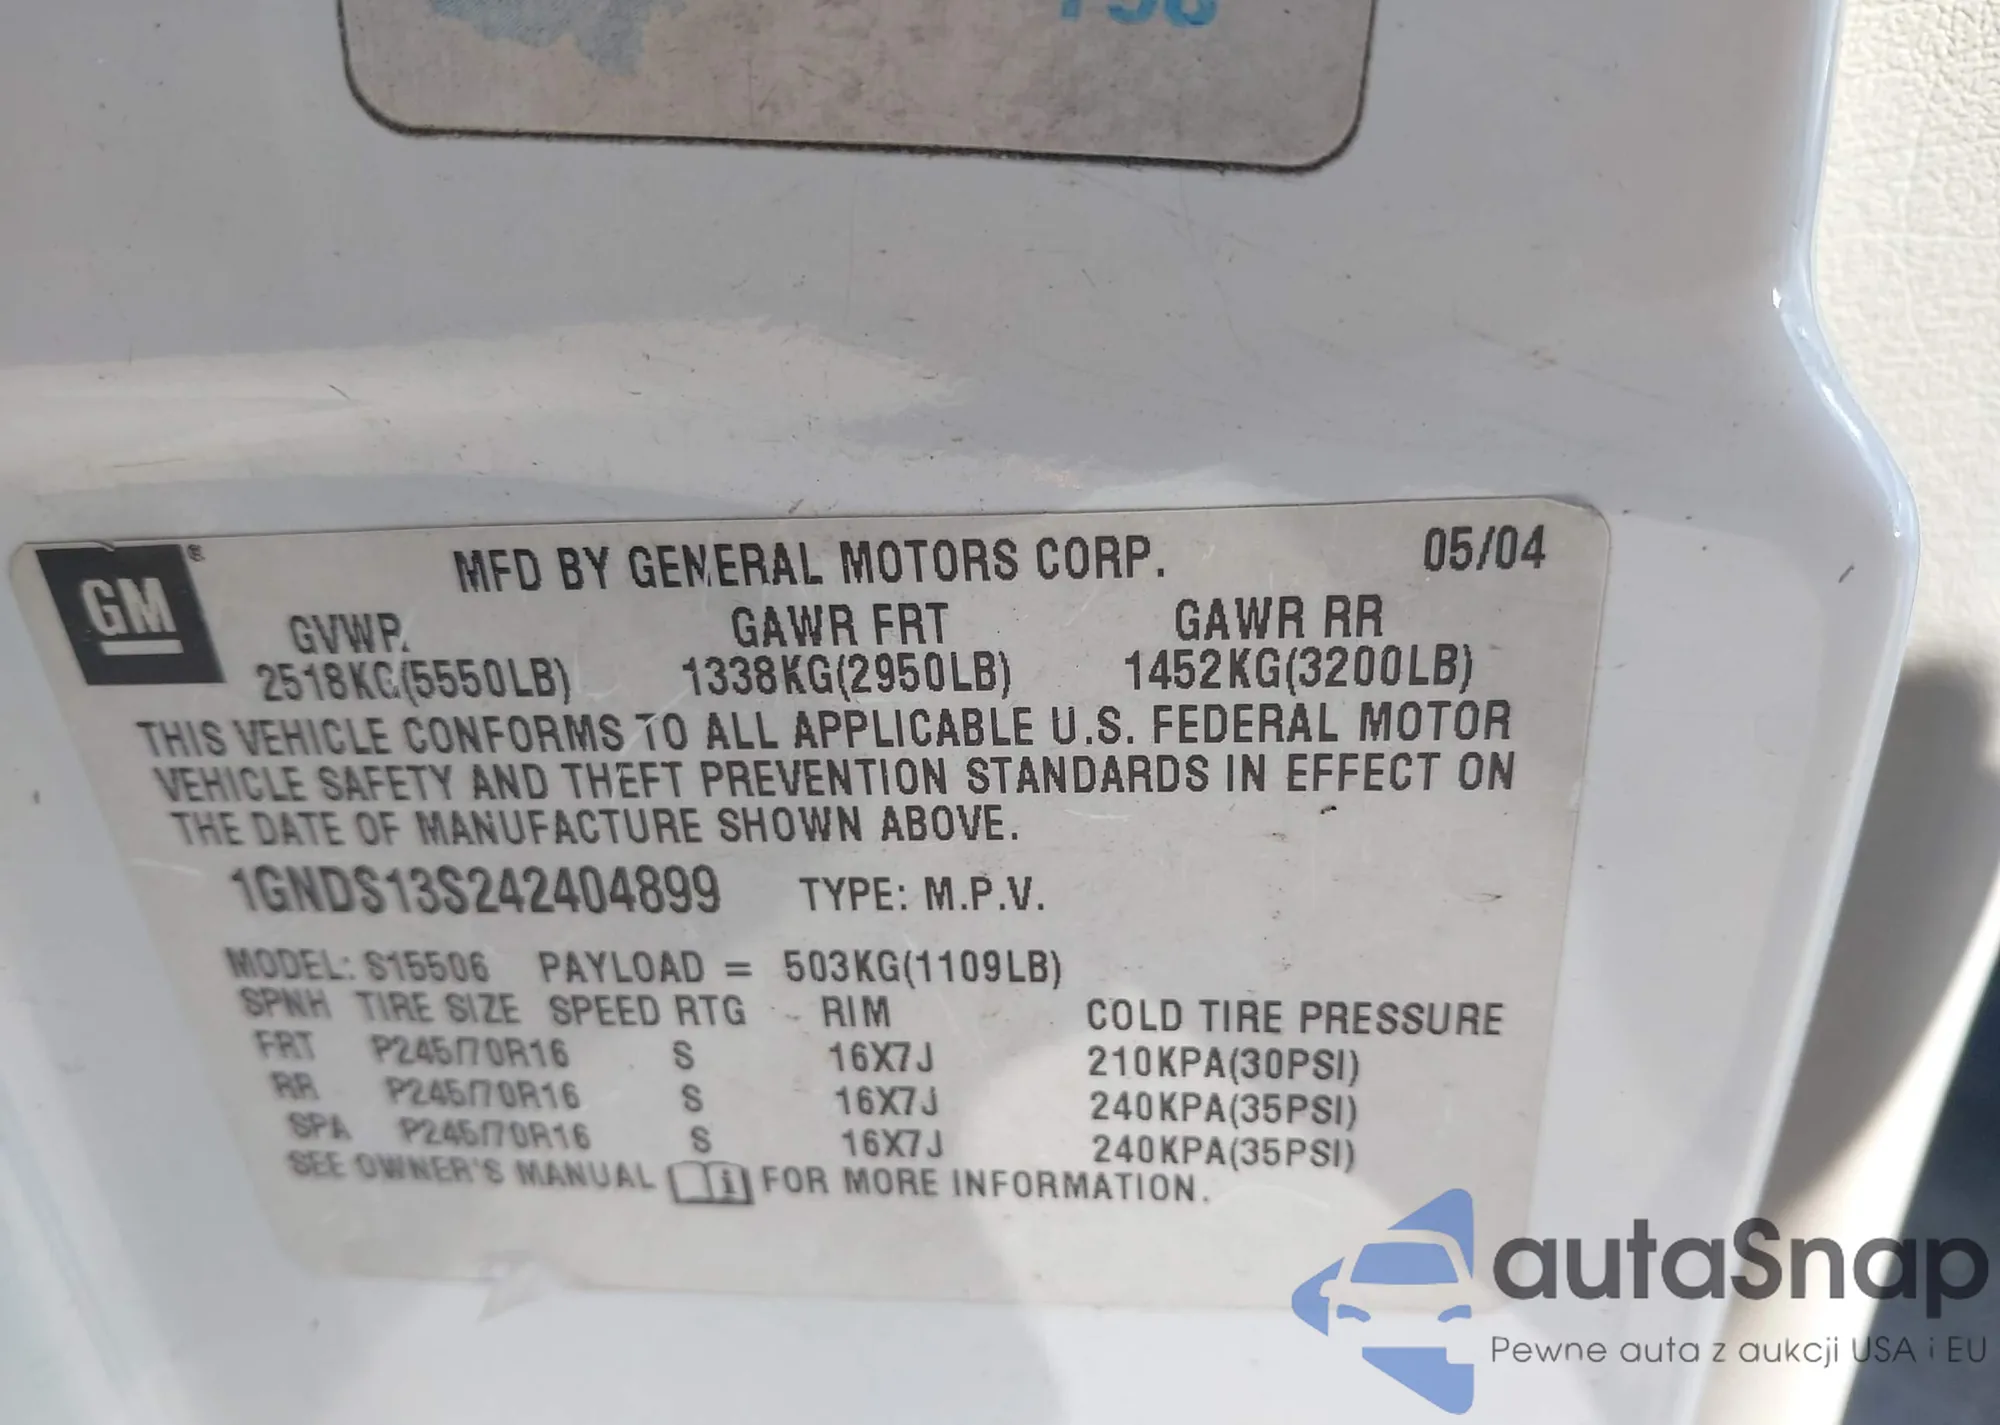 GM
®
MFD BY GENERAL MOTORS CORP. 05/04
GVWR GAWR FRT GAWR RR
2518KG(5550LB) 1338KG(2950LB) 1452KG(3200LB)
THIS VEHICLE CONFORMS TO ALL APPLICABLE U.S. FEDERAL MOTOR
VEHICLE SAFETY AND THEFT PREVENTION STANDARDS IN EFFECT ON
THE DATE OF MANUFACTURE SHOWN ABOVE.
1GNDS13S242404899 TYPE: M.P.V.
MODEL: S15506 PAYLOAD = 503KG(1109LB)
SPNH TIRE SIZE SPEED RTG RIM COLD TIRE PRESSURE
FRT P245/70R16 S 16X7J 210KPA(30PSI)
RR P245/70R16 S 16X7J 240KPA(35PSI)
SPA P245/70R16 S 16X7J 240KPA(35PSI)
SEE OWNER'S MANUAL i FOR MORE INFORMATION.
autaSnap
Pewne auta z aukcji USA i EU